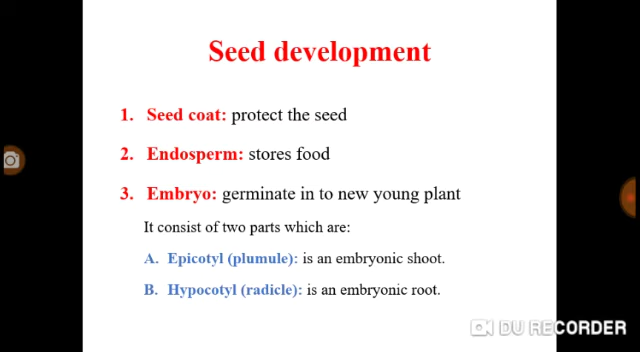 Seed development
1. Seed coat: protect the seed
2. Endosperm: stores food
3. Embryo: germinate in to new young plant
It consist of two parts which are:
A. Epicotyl (plumule): is an embryonic shoot.
B. Hypocotyl (radicle): is an embryonic root.
DU RECORDER